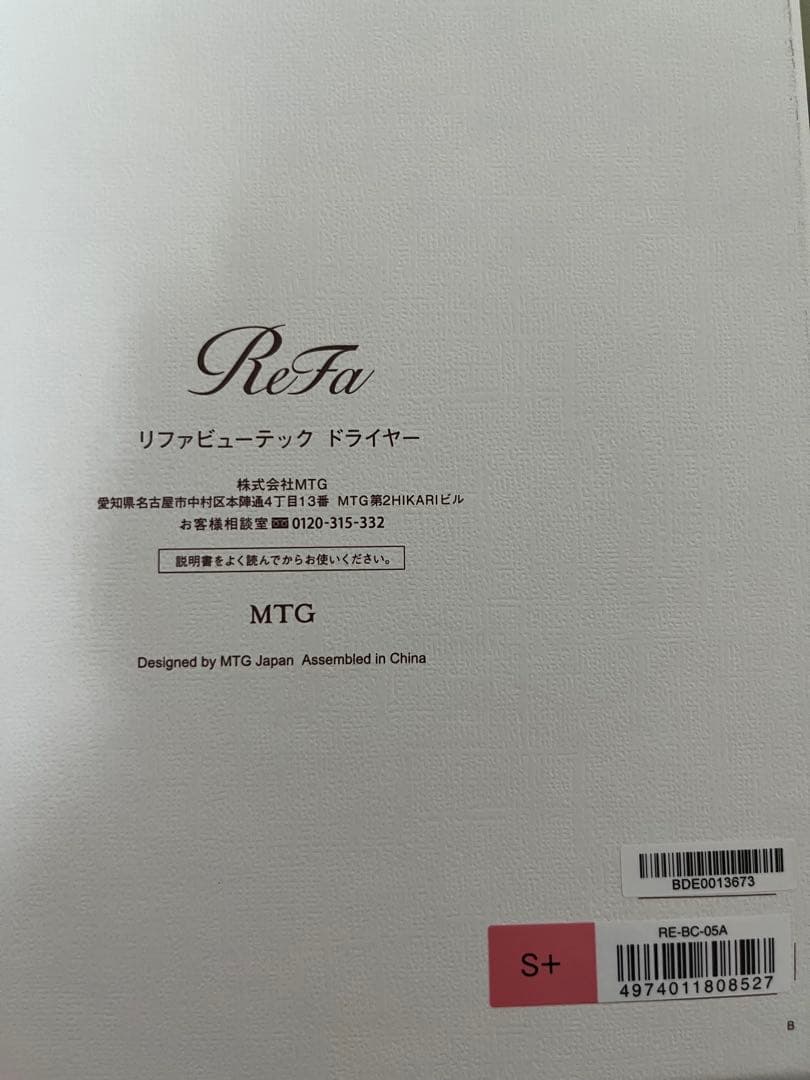 ReFa
リファビューテック ドライヤー
株式会社MTG
愛知県名古屋市中村区本陣通4丁目13番 MTG第2HIKARIビル
お客様相談室 0120-315-332
説明書をよく読んでからお使いください。
MTG
Designed by MTG Japan Assembled in China
BDE0013673
RE-BC-05A
S+
4974011808527
B